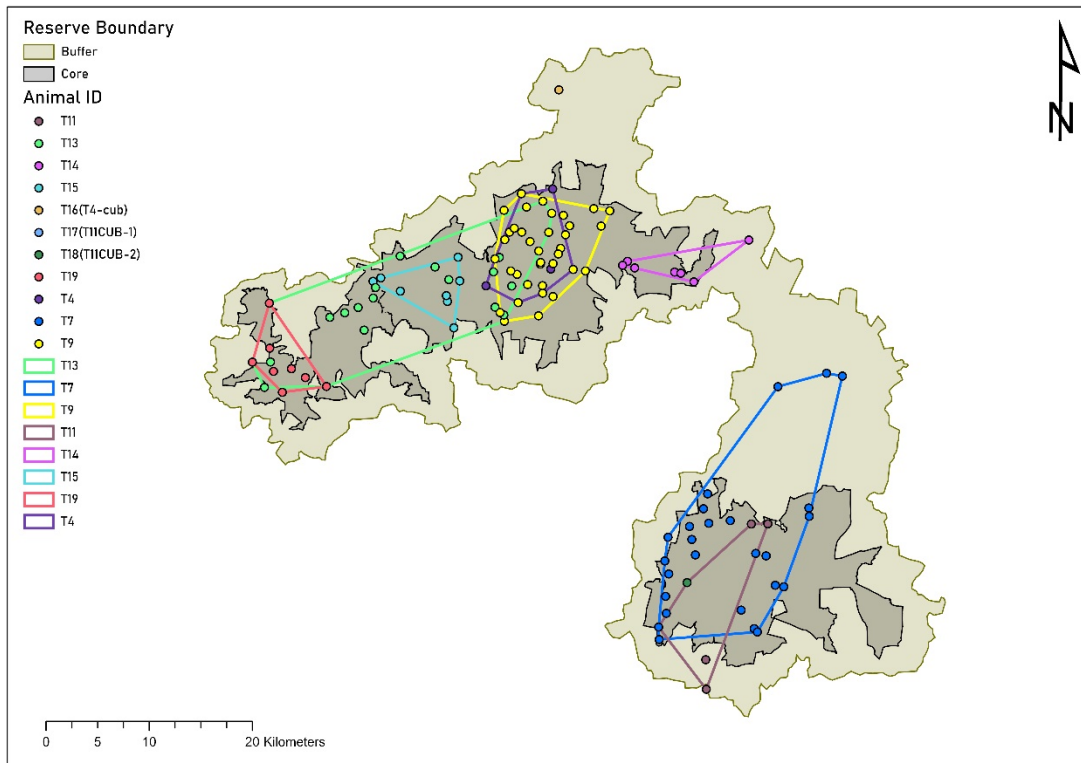 Reserve Boundary
Buffer
Core
Animal ID
T11
T13
T14
T15
T16(T4-cub)
T17(T11CUB-1)
T18(T11CUB-2)
T19
T4
T7
T9
T13
T7
T9
T11
T14
T15
T19
T4
N
0 5 10 20 Kilometers